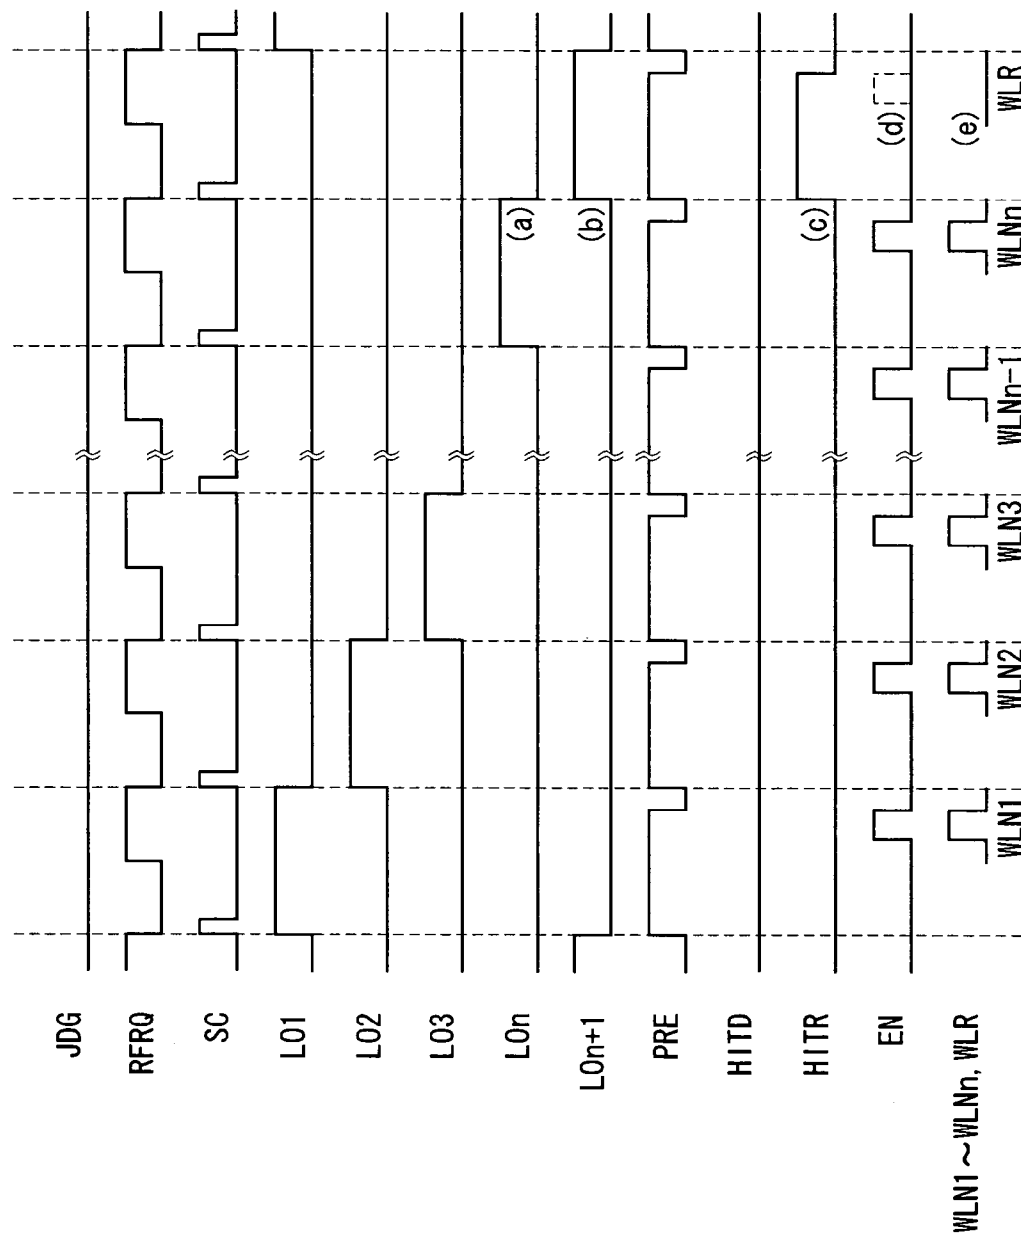 JDG
RFRQ
SC
LO1
LO2
LO3
LOn (a)
LOn+1 (b)
PRE
HITD
HITR (c)
EN (d)
WLN1~WLNn, WLR (e)
WLN1 WLN2 WLN3 WLNn-1 WLNn WLR